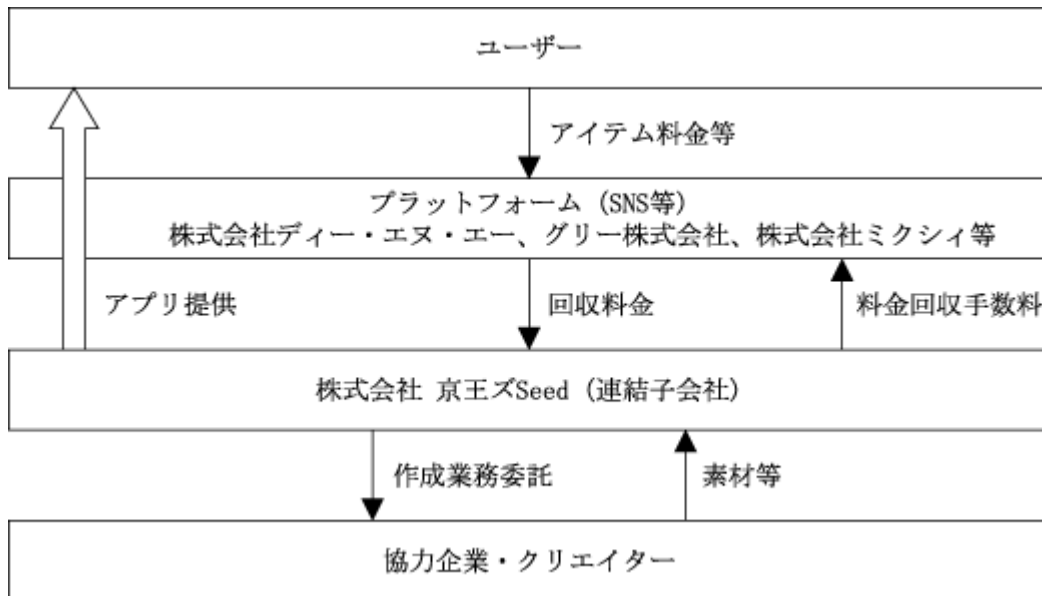 ユーザー
アイテム料金等
プラットフォーム（SNS等）
株式会社ディー・エヌ・エー、グリー株式会社、株式会社ミクシィ等
アプリ提供
回収料金
料金回収手数料
株式会社 京王ズSeed（連結子会社）
作成業務委託
素材等
協力企業・クリエイター